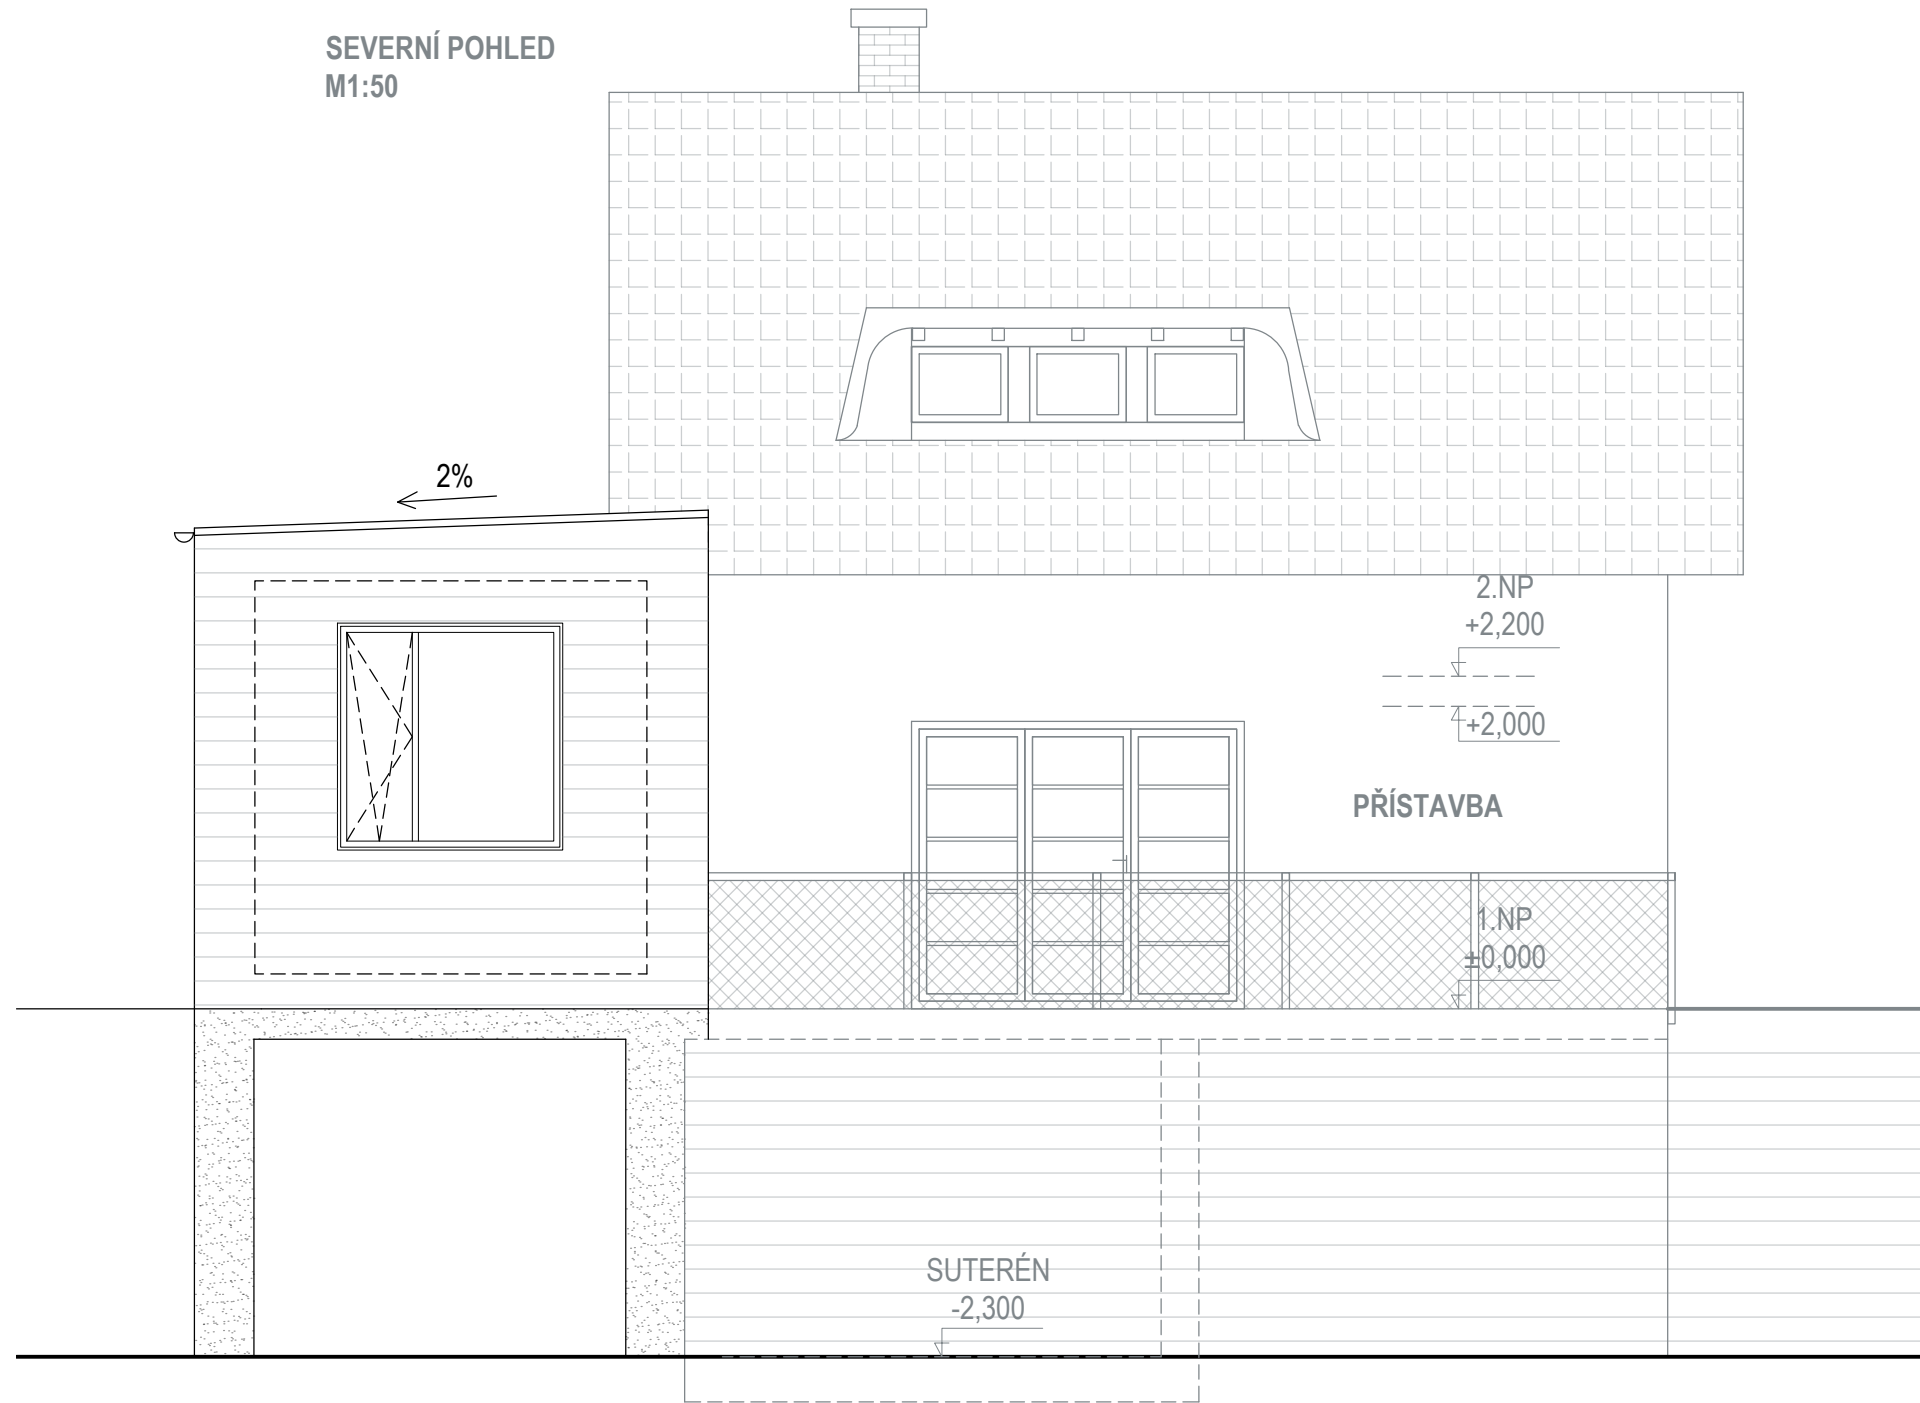 SEVERNÍ POHLED
M1:50
2%
2.NP
+2,200
+2,000
PŘÍSTAVBA
1.NP
±0,000
SUTERÉN
-2,300